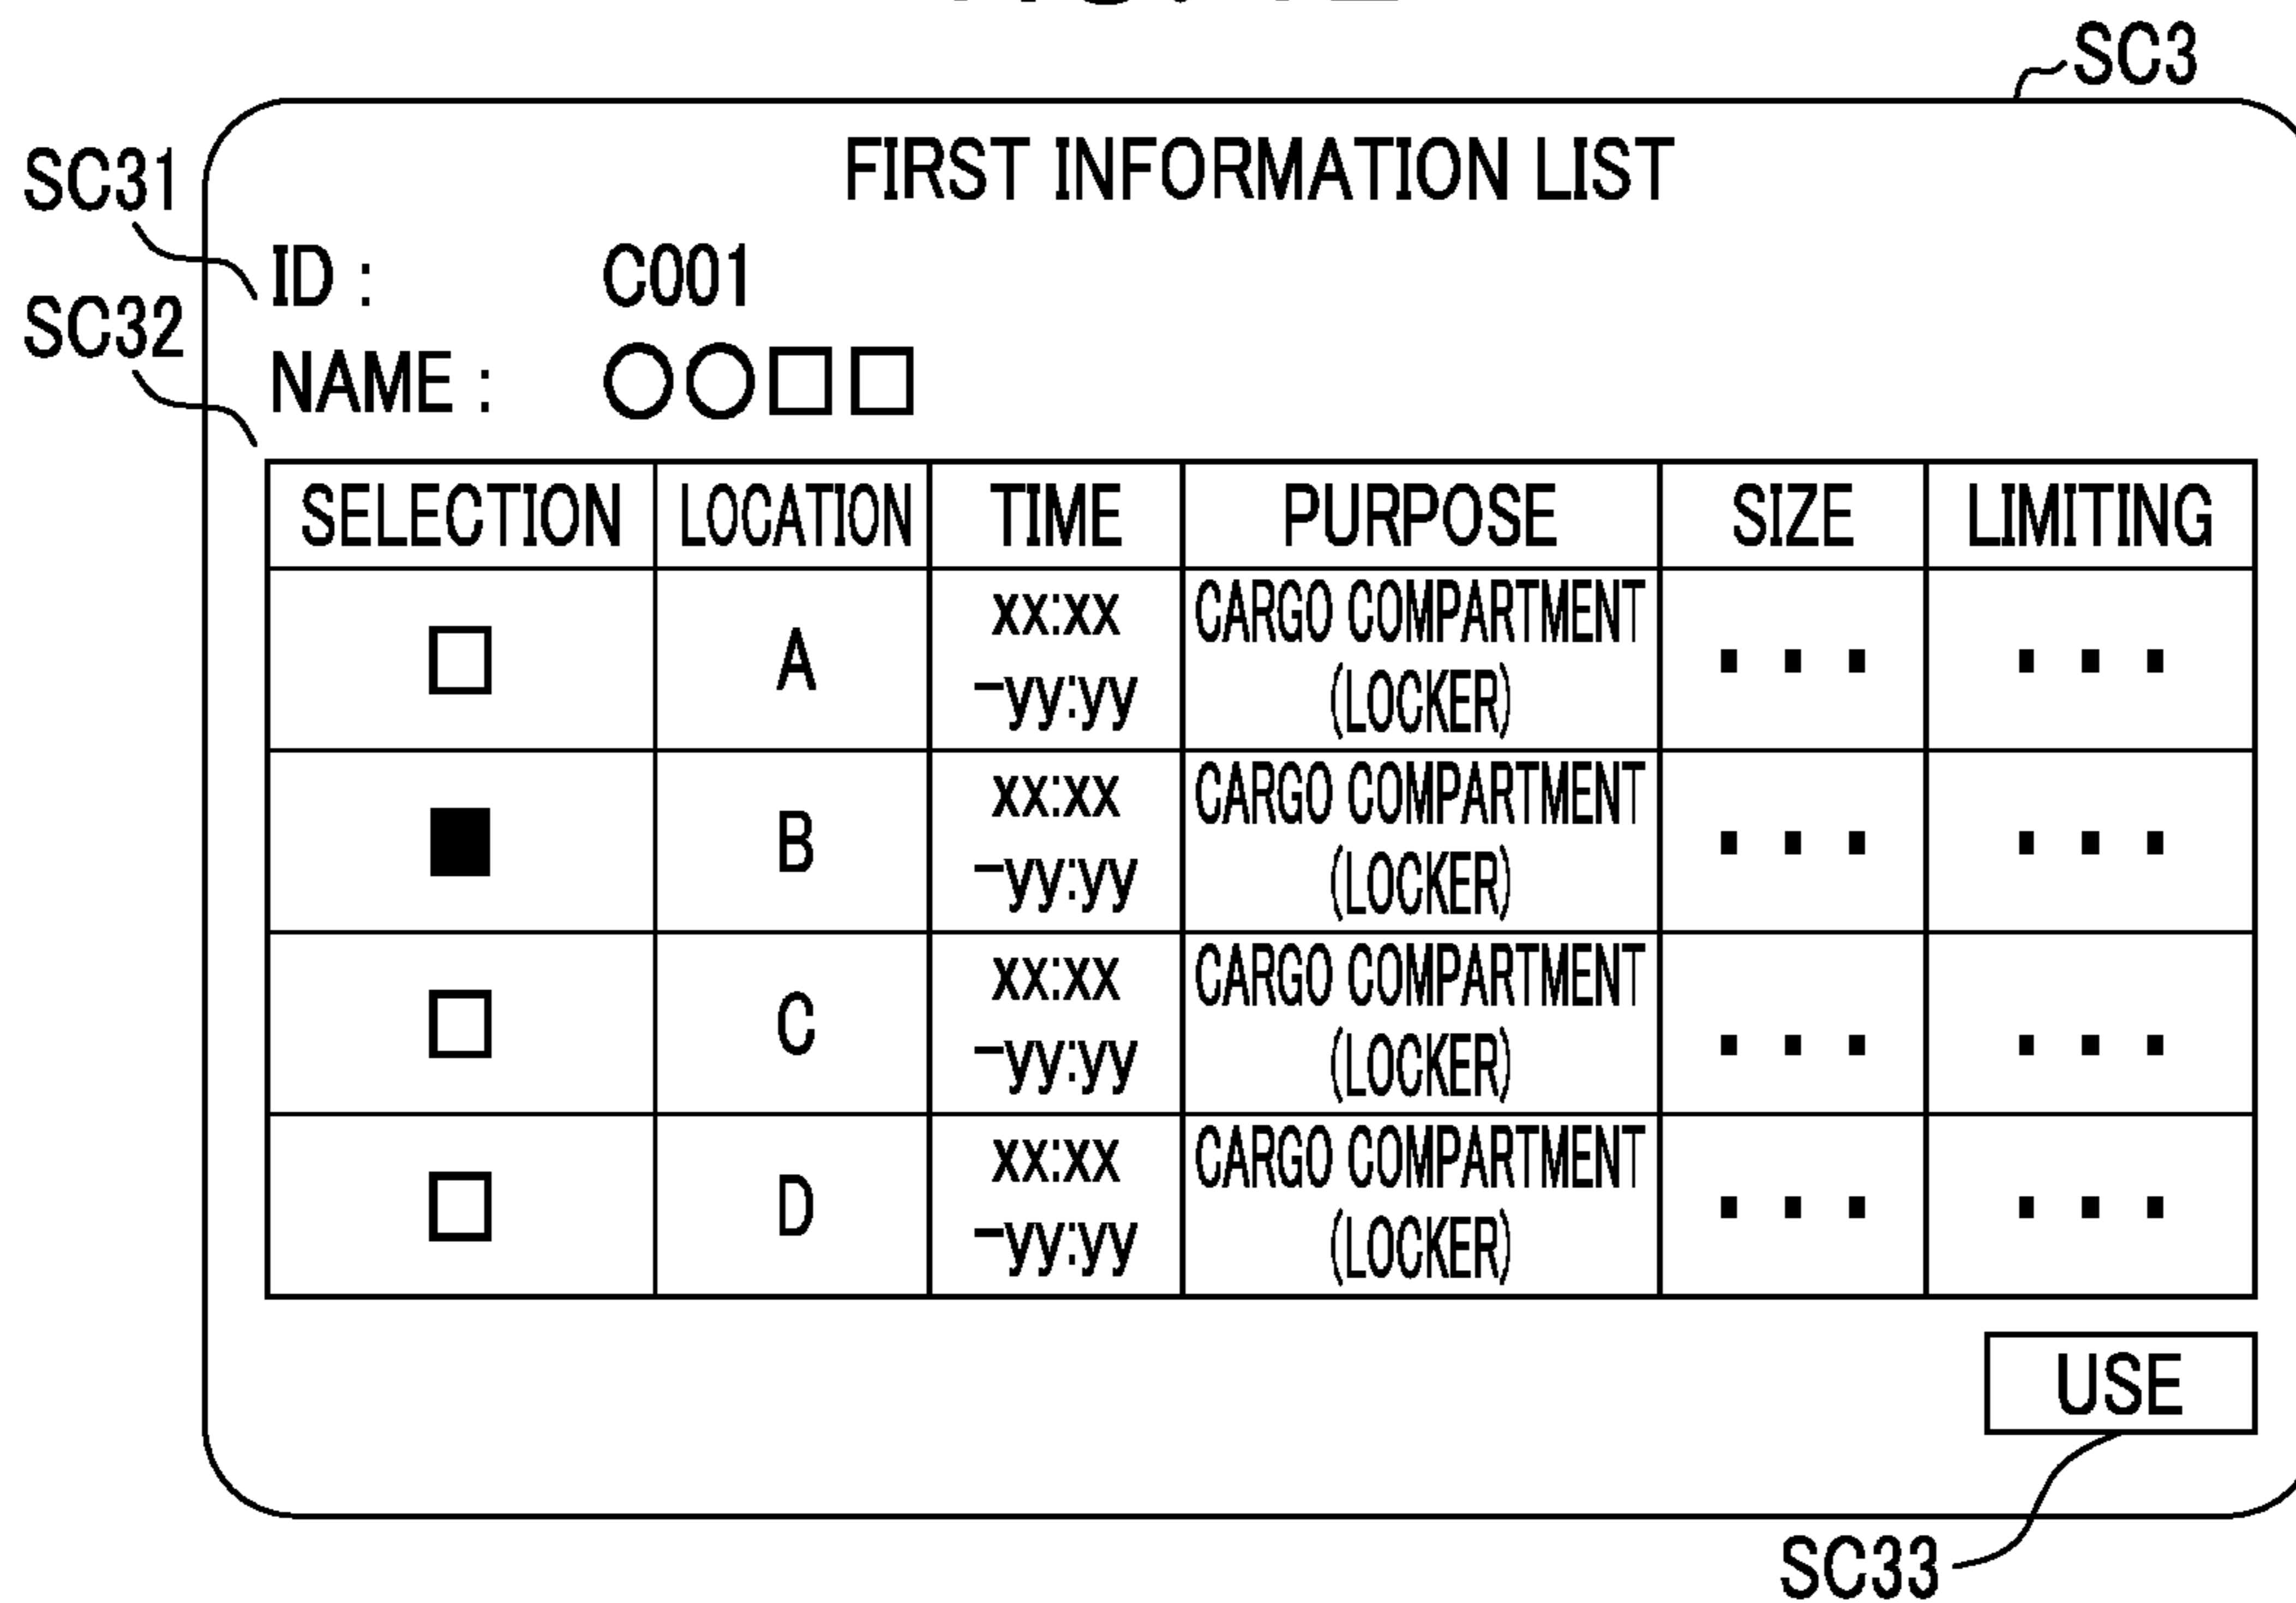 SC3
FIRST INFORMATION LIST
SC31
ID : C001
SC32
NAME : ○○□□
SELECTION LOCATION TIME PURPOSE SIZE LIMITING
□ A xx:xx -yy:yy CARGO COMPARTMENT (LOCKER) ... ...
■ B xx:xx -yy:yy CARGO COMPARTMENT (LOCKER) ... ...
□ C xx:xx -yy:yy CARGO COMPARTMENT (LOCKER) ... ...
□ D xx:xx -yy:yy CARGO COMPARTMENT (LOCKER) ... ...
USE
SC33